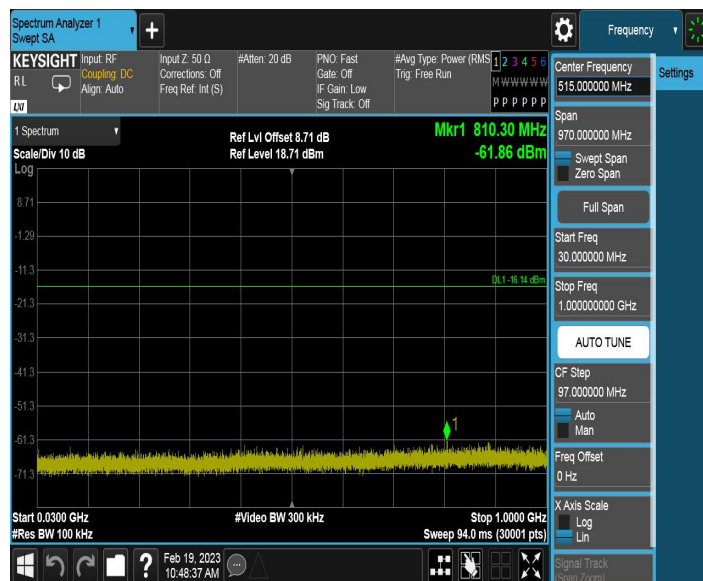 Spectrum Analyzer 1
Swept SA
+
Frequency
KEYSIGHT
RL
LXI
Input: RF
Coupling: DC
Align: Auto
Input Z: 50 Ω
Corrections: Off
Freq Ref: Int (S)
#Atten: 20 dB
PNO: Fast
Gate: Off
IF Gain: Low
Sig Track: Off
#Avg Type: Power (RMS
Trig: Free Run
1 2 3 4 5 6
M W W W W W
P P P P P P
1 Spectrum
Scale/Div 10 dB
Log
Ref Lvl Offset 8.71 dB
Ref Level 18.71 dBm
Mkr1 810.30 MHz
-61.86 dBm
8.71
-1.29
-11.3
DL1 -16.14 dBm
-21.3
-31.3
-41.3
-51.3
1
-61.3
-71.3
Start 0.0300 GHz
#Res BW 100 kHz
#Video BW 300 kHz
Stop 1.0000 GHz
Sweep 94.0 ms (30001 pts)
?
Feb 19, 2023
10:48:37 AM
Center Frequency
515.000000 MHz
Settings
Span
970.000000 MHz
Swept Span
Zero Span
Full Span
Start Freq
30.000000 MHz
Stop Freq
1.000000000 GHz
AUTO TUNE
CF Step
97.000000 MHz
Auto
Man
Freq Offset
0 Hz
X Axis Scale
Log
Lin
Signal Track
(Span Zoom)